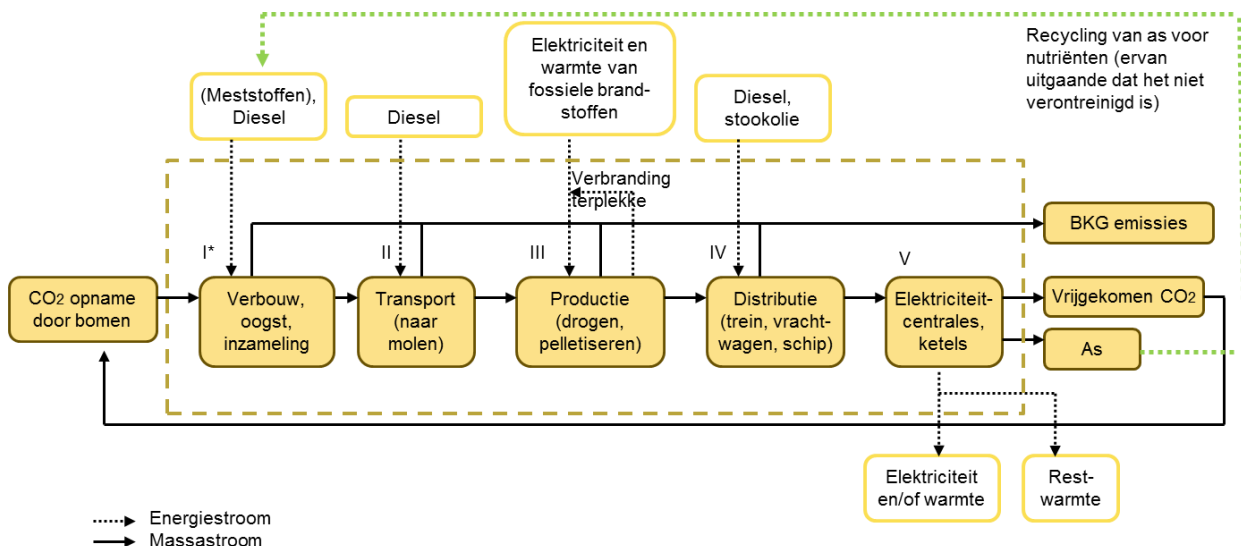 Recycling van as voor
nutriënten (ervan
uitgaande dat het niet
verontreinigd is)
Elektriciteit en
warmte van
fossiele brand-
stoffen
(Meststoffen),
Diesel
Diesel
Diesel,
stookolie
Verbranding
terplekke
BKG emissies
I*
II
III
IV
V
CO2 opname
door bomen
Verbouw,
oogst,
inzameling
Transport
(naar
molen)
Productie
(drogen,
pelletiseren)
Distributie
(trein, vracht-
wagen, schip)
Elektriciteit-
centrales,
ketels
Vrijgekomen CO2
As
Elektriciteit
en/of warmte
Rest-
warmte
Energiestroom
Massastroom